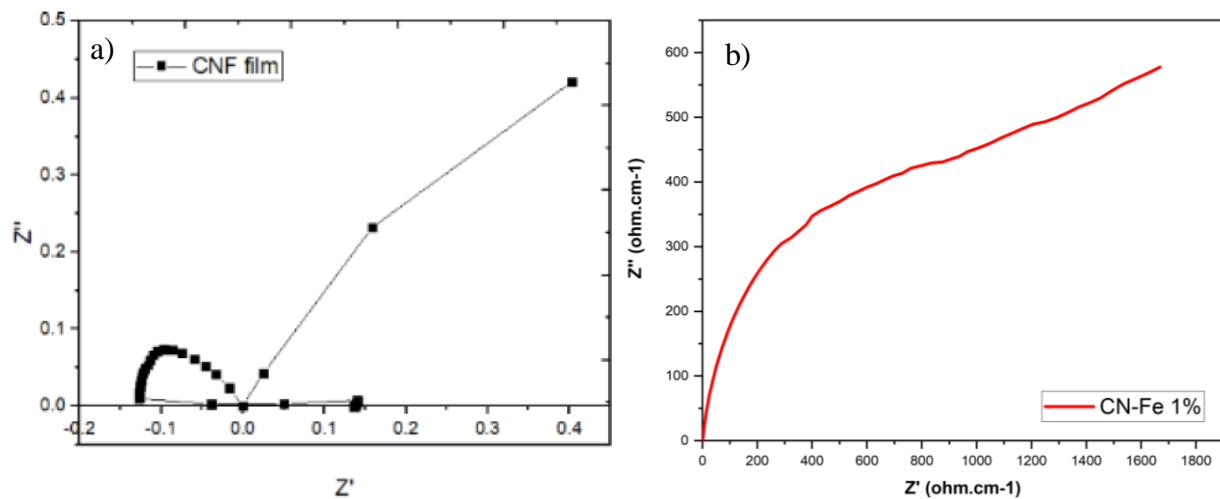 a)
CNF film
Z''
0.5
0.4
0.3
0.2
0.1
0.0
-0.2 -0.1 0.0 0.1 0.2 0.3 0.4
Z'
b)
Z'' (ohm.cm-1)
600
500
400
300
200
100
0
0 200 400 600 800 1000 1200 1400 1600 1800
CN-Fe 1%
Z' (ohm.cm-1)